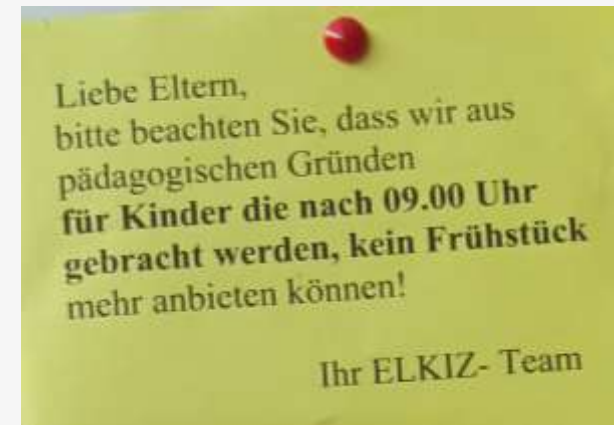 Liebe Eltern,
bitte beachten Sie, dass wir aus
pädagogischen Gründen
für Kinder die nach 09.00 Uhr
gebracht werden, kein Frühstück
mehr anbieten können!
Ihr ELKIZ- Team